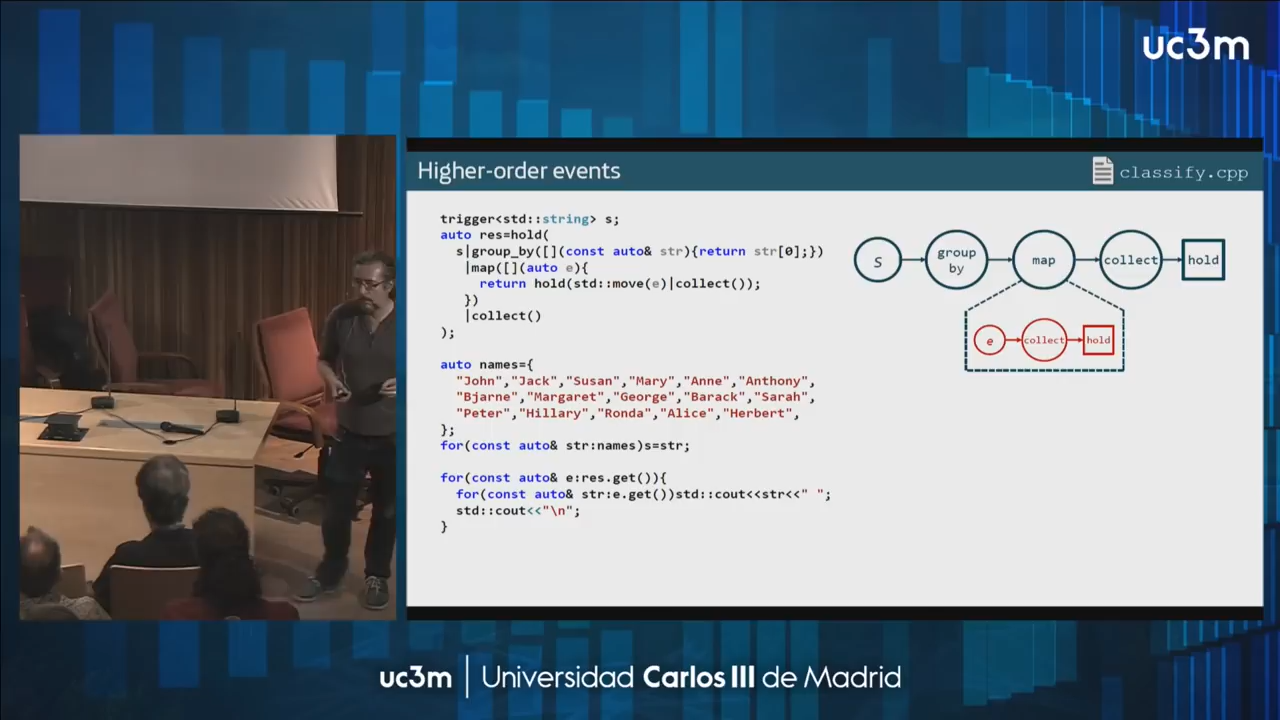 uc3m
Higher-order events
classify.cpp
trigger<std::string> s;
auto res=hold(
s|group_by([](const auto& str){return str[0];})
|map([](auto e){
return hold(std::move(e)|collect());
})
|collect()
);
auto names={
"John","Jack","Susan","Mary","Anne","Anthony",
"Bjarne","Margaret","George","Barack","Sarah",
"Peter","Hillary","Ronda","Alice","Herbert",
};
for(const auto& str:names)s=str;
for(const auto& e:res.get()){
for(const auto& str:e.get())std::cout<<str<<" ";
std::cout<<"\n";
}
s
group
by
map
collect
hold
e
collect
hold
uc3m | Universidad Carlos III de Madrid